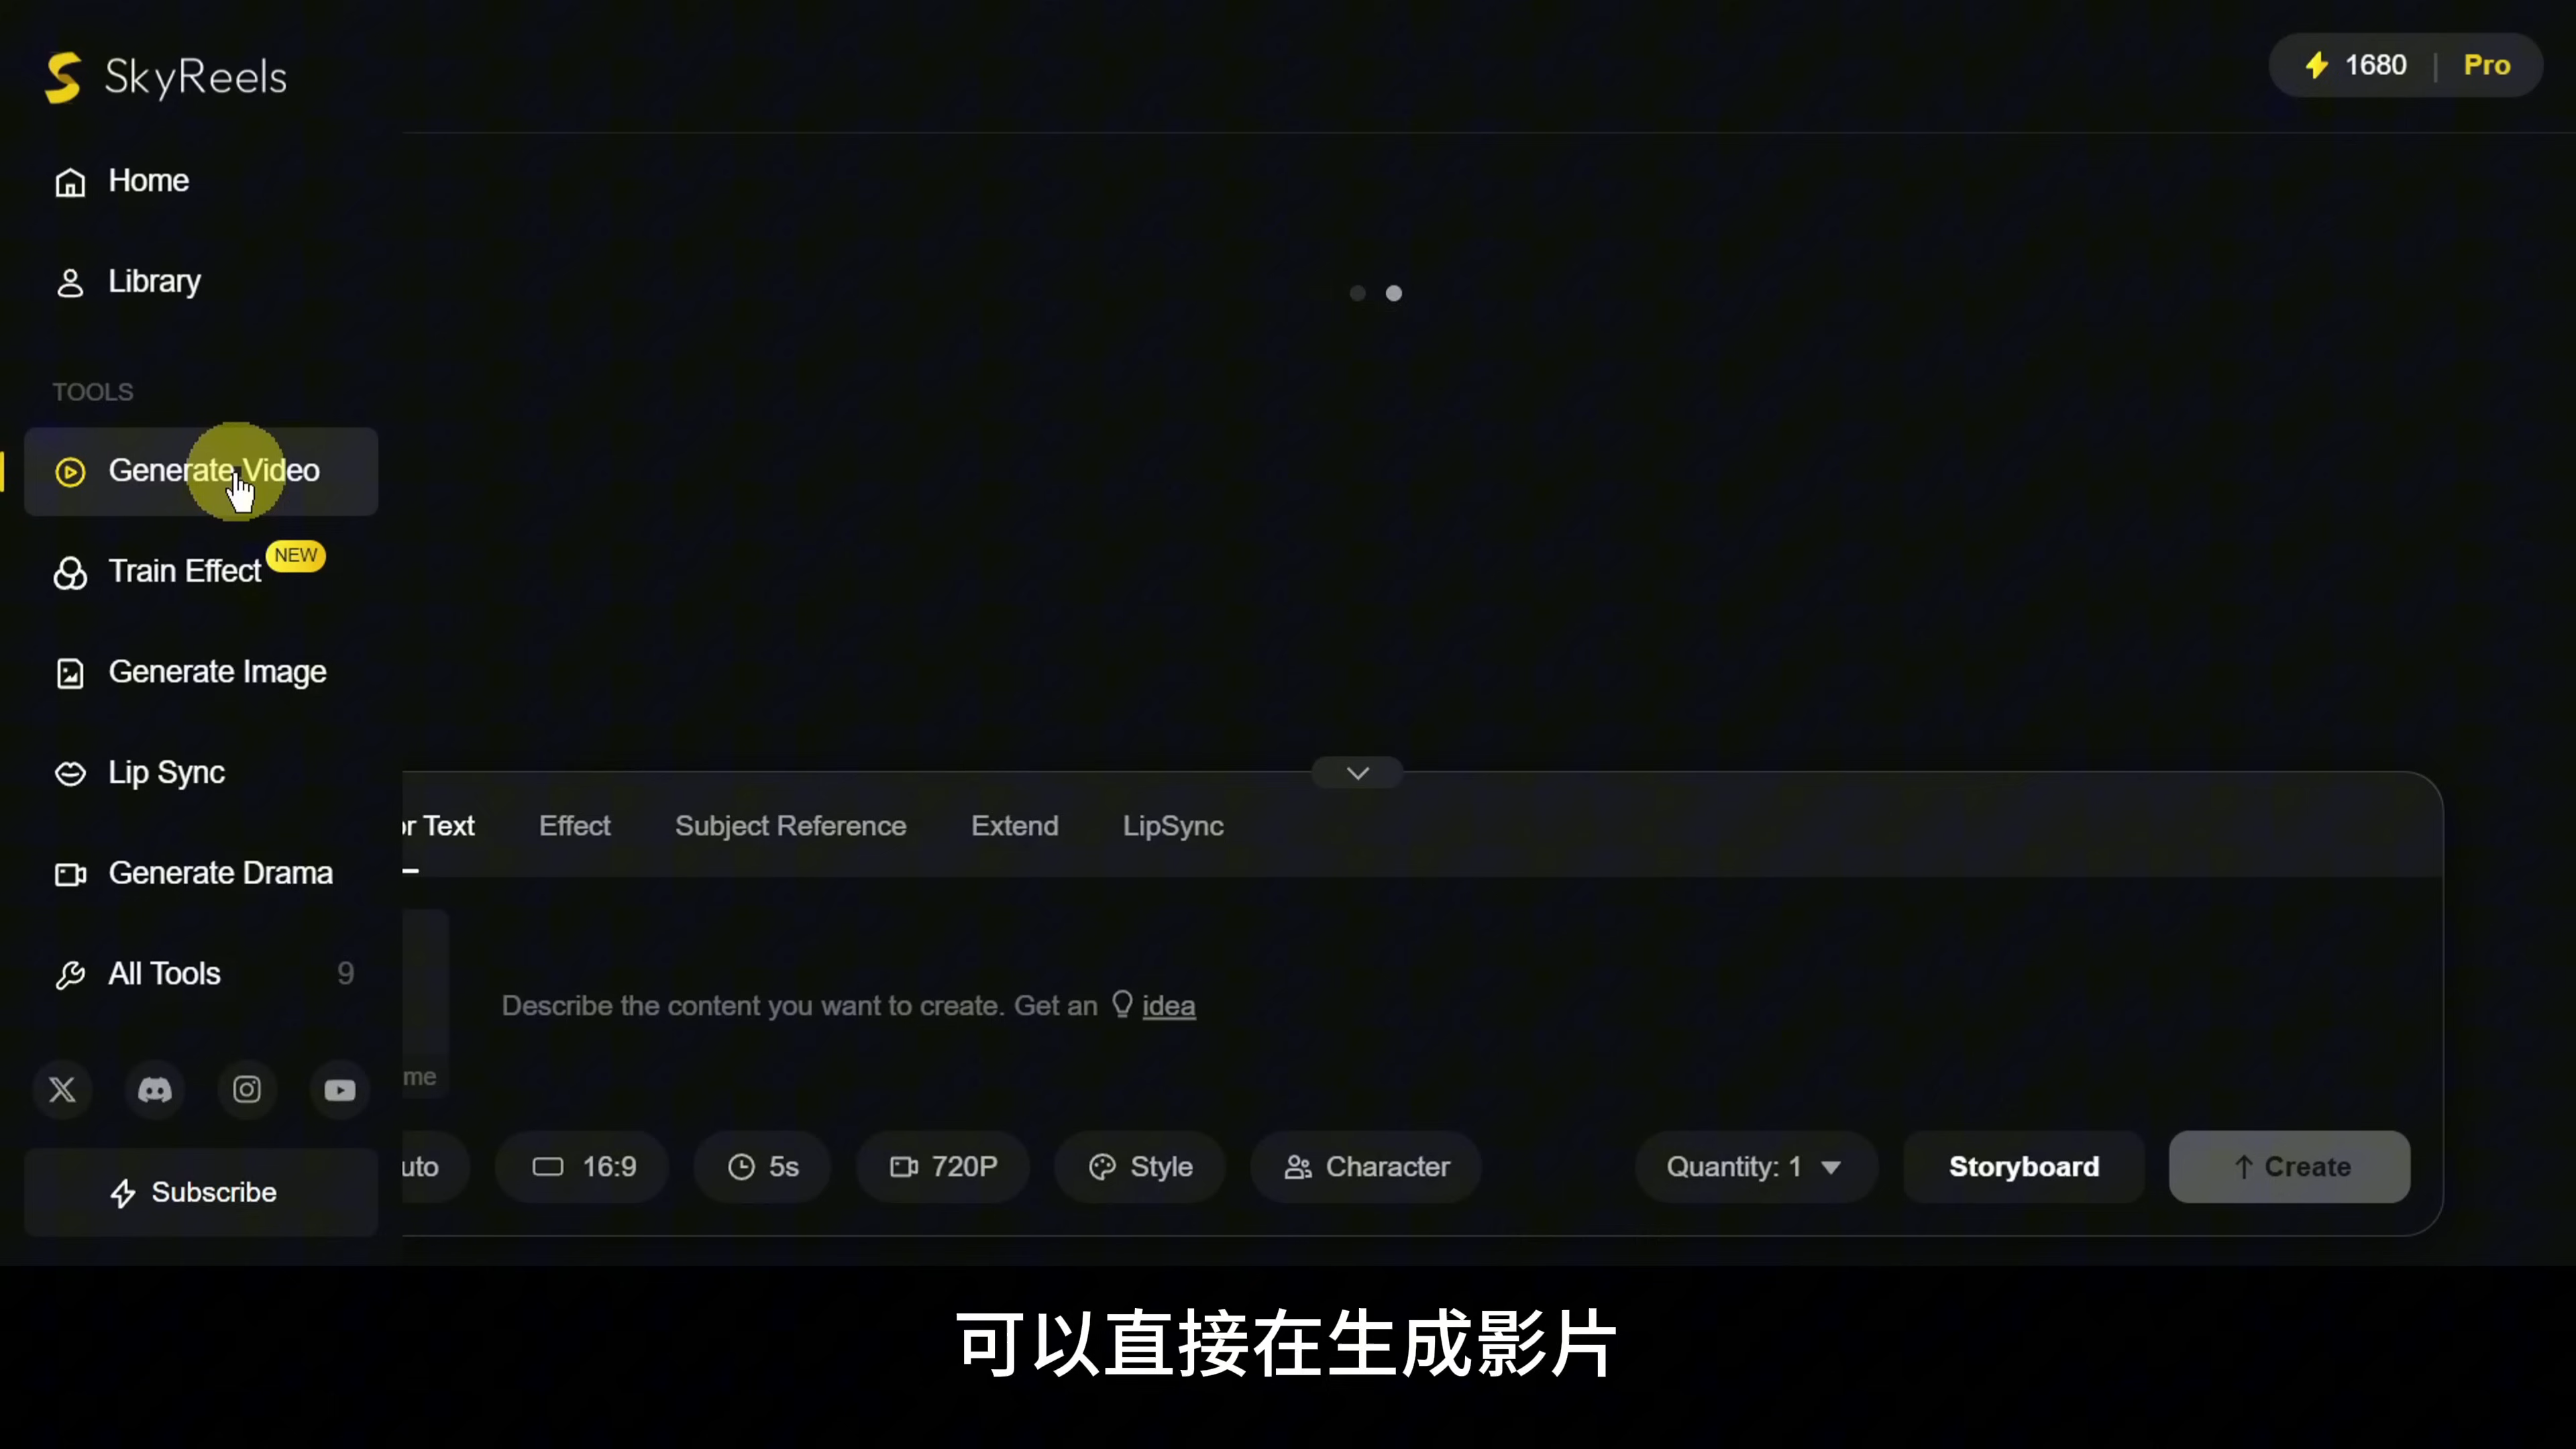 SkyReels
1680 | Pro
Home
Library
TOOLS
Generate Video
Train Effect NEW
Generate Image
Lip Sync
Generate Drama
All Tools 9
Subscribe
or Text Effect Subject Reference Extend LipSync
Describe the content you want to create. Get an idea
me
uto 16:9 5s 720P Style Character Quantity: 1 Storyboard Create
可以直接在生成影片